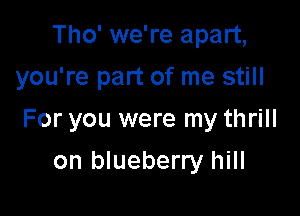 Tho' we're apart,
you're part of me still
For you were my thrill
on blueberry hill